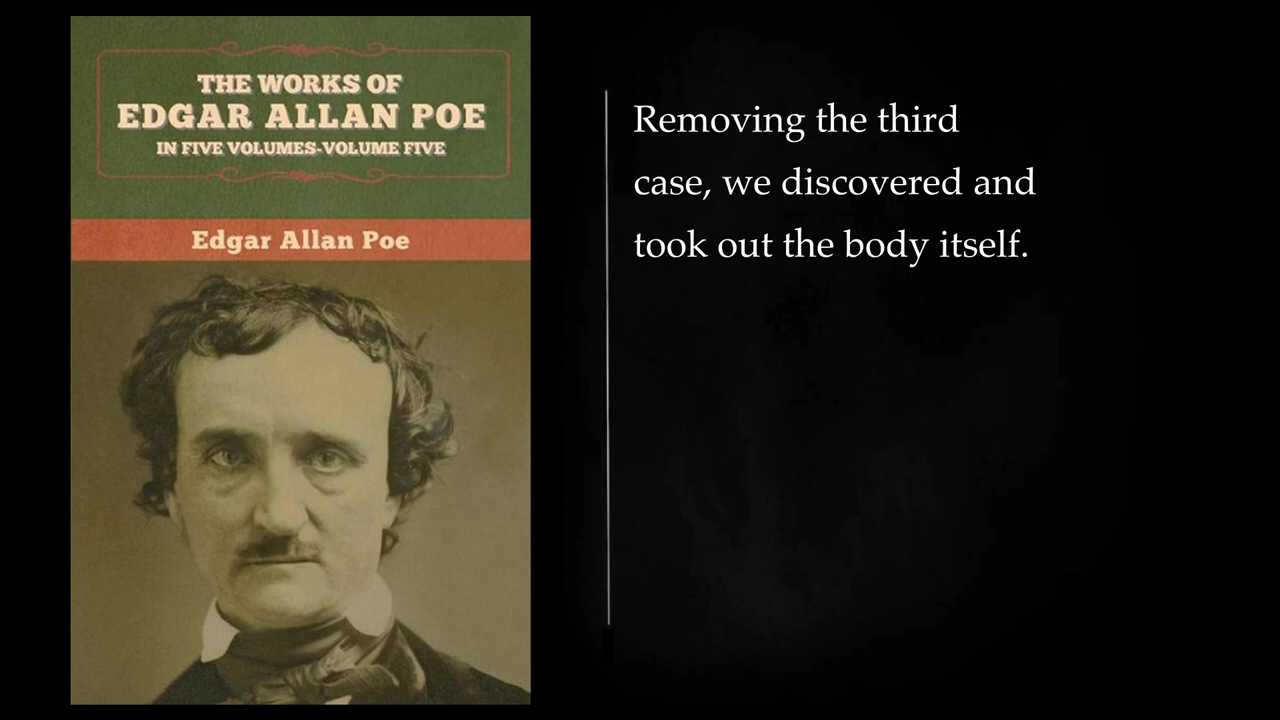 THE WORKS OF
EDGAR ALLAN POE
IN FIVE VOLUMES-VOLUME FIVE
Edgar Allan Poe
Removing the third
case, we discovered and
took out the body itself.